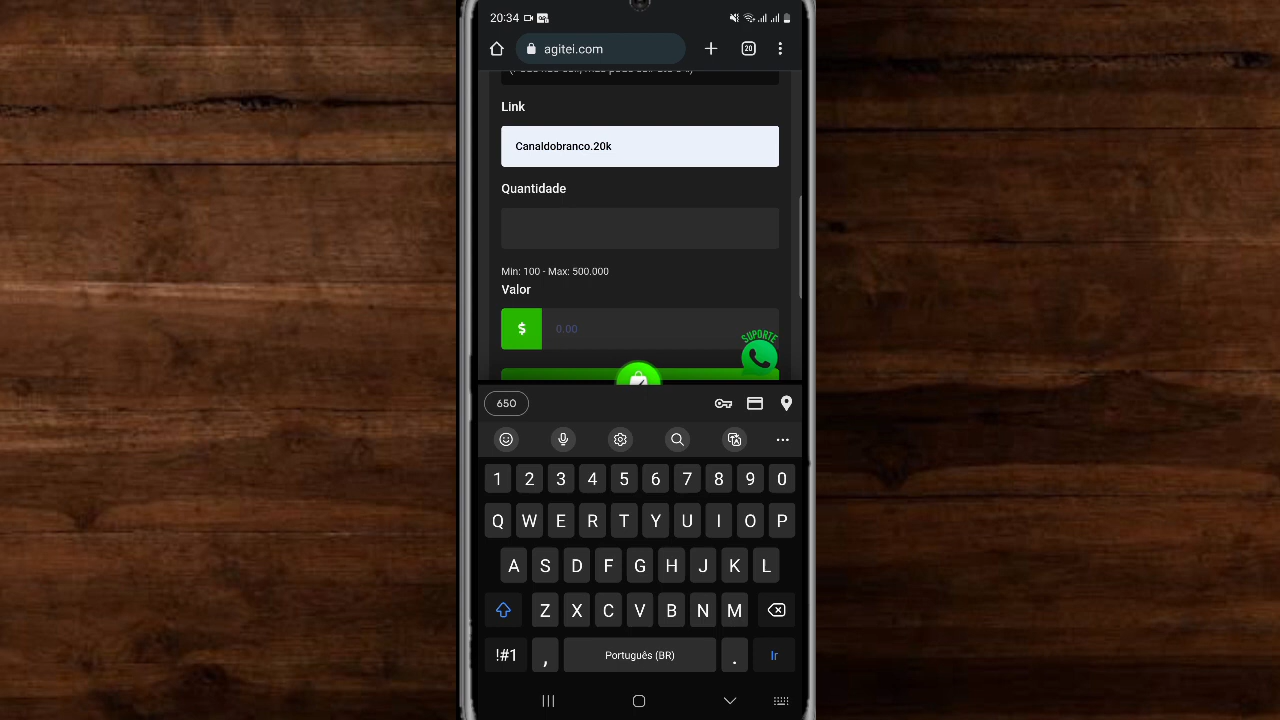 20:34
agitei.com
20
Link
Canaldobranco.20k
Quantidade
Min: 100 - Max: 500.000
Valor
$
0.00
SUPORTE
650
1 2 3 4 5 6 7 8 9 0
Q W E R T Y U I O P
A S D F G H J K L
Z X C V B N M
!#1 , Português (BR) . Ir